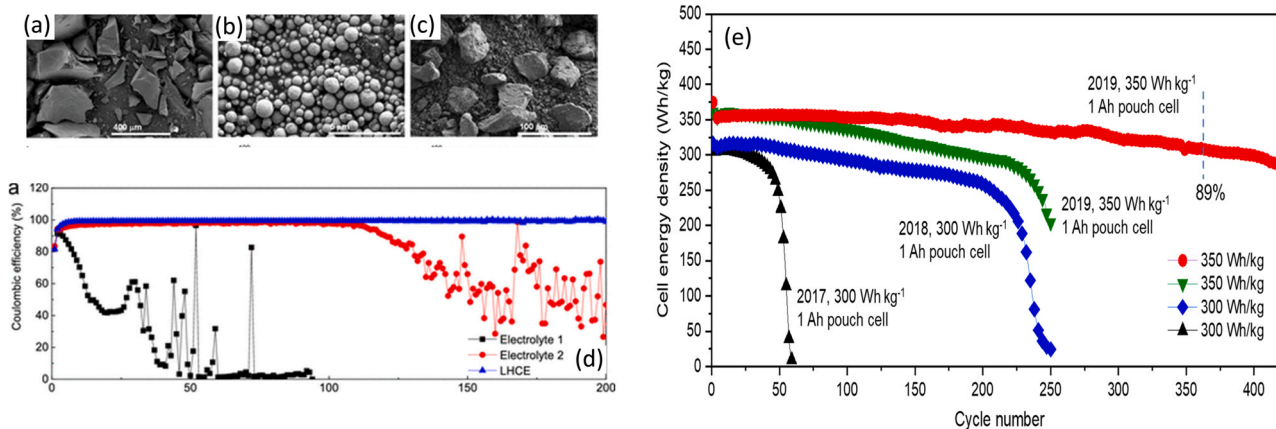 (a)
(b)
(c)
400 μm
100 μm
a
120
100
80
60
40
20
0
Coulombic efficiency (%)
0
50
100
150
200
Electrolyte 1
Electrolyte 2
LHCE
(d)
(e)
500
450
400
350
300
250
200
150
100
50
0
Cell energy density (Wh/kg)
2019, 350 Wh kg⁻¹
1 Ah pouch cell
89%
2019, 350 Wh kg⁻¹
1 Ah pouch cell
2018, 300 Wh kg⁻¹
1 Ah pouch cell
2017, 300 Wh kg⁻¹
1 Ah pouch cell
350 Wh/kg
350 Wh/kg
300 Wh/kg
300 Wh/kg
0
50
100
150
200
250
300
350
400
Cycle number